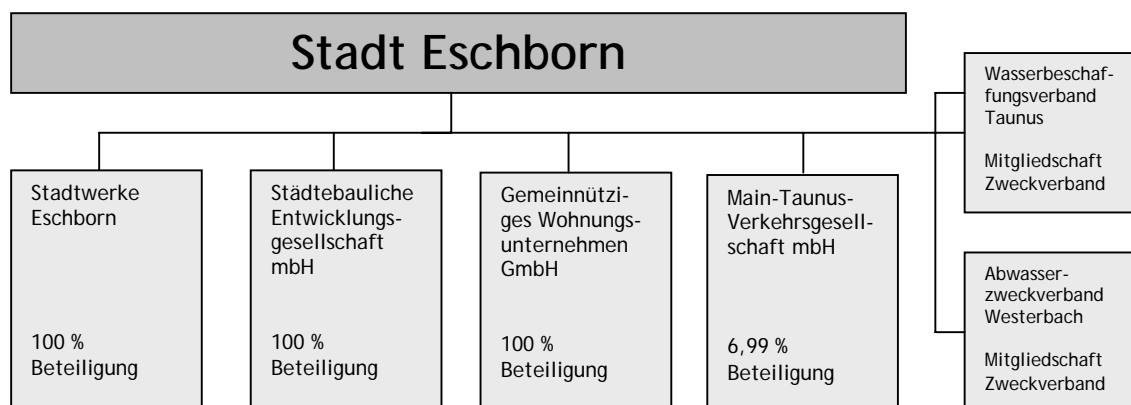 Stadt Eschborn
Stadtwerke
Eschborn
100 %
Beteiligung
Städtebauliche
Entwicklungs-
gesellschaft
mbH
100 %
Beteiligung
Gemeinnützi-
ges Wohnungs-
unternehmen
GmbH
100 %
Beteiligung
Main-Taunus-
Verkehrsgesell-
schaft mbH
6,99 %
Beteiligung
Wasserbeschaf-
fungsverband
Taunus
Mitgliedschaft
Zweckverband
Abwasser-
zweckverband
Westerbach
Mitgliedschaft
Zweckverband